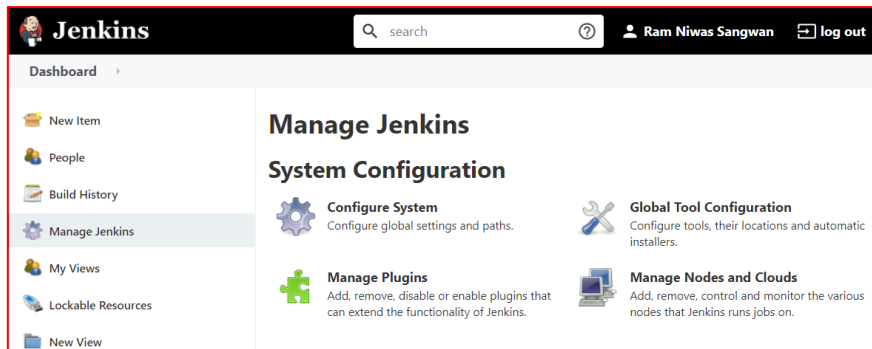 Jenkins
search
Ram Niwas Sangwan
log out
Dashboard
New Item
People
Build History
Manage Jenkins
My Views
Lockable Resources
New View
Manage Jenkins
System Configuration
Configure System
Configure global settings and paths.
Global Tool Configuration
Configure tools, their locations and automatic
installers.
Manage Plugins
Add, remove, disable or enable plugins that
can extend the functionality of Jenkins.
Manage Nodes and Clouds
Add, remove, control and monitor the various
nodes that Jenkins runs jobs on.